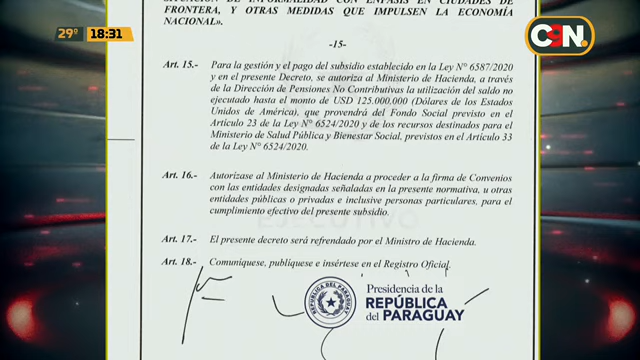 SITUACIÓN DE INFORMALIDAD CON ÉNFASIS EN CIUDADES DE
FRONTERA, Y OTRAS MEDIDAS QUE IMPULSEN LA ECONOMÍA
NACIONAL».
29º 18:31
C9N.
-15-
Art. 15.- Para la gestión y el pago del subsidio establecido en la Ley N° 6587/2020
y en el presente Decreto, se autoriza al Ministerio de Hacienda, a través
de la Dirección de Pensiones No Contributivas la utilización del saldo no
ejecutado hasta el monto de USD 125.000.000 (Dólares de los Estados
Unidos de América), que provendrá del Fondo Social previsto en el
Artículo 23 de la Ley N° 6524/2020 y de los recursos destinados para el
Ministerio de Salud Pública y Bienestar Social, previstos en el Artículo 33
de la Ley N° 6524/2020.
Art. 16.- Autorízase al Ministerio de Hacienda a proceder a la firma de Convenios
con las entidades designadas señaladas en la presente normativa, u otras
entidades públicas o privadas e inclusive personas particulares, para el
cumplimiento efectivo del presente subsidio.
EJECUTIVO
Art. 17.- El presente decreto será refrendado por el Ministro de Hacienda.
Art. 18.- Comuníquese, publíquese e insértese en el Registro Oficial.
REPÚBLICA DEL PARAGUAY
Presidencia de la
REPÚBLICA
del PARAGUAY